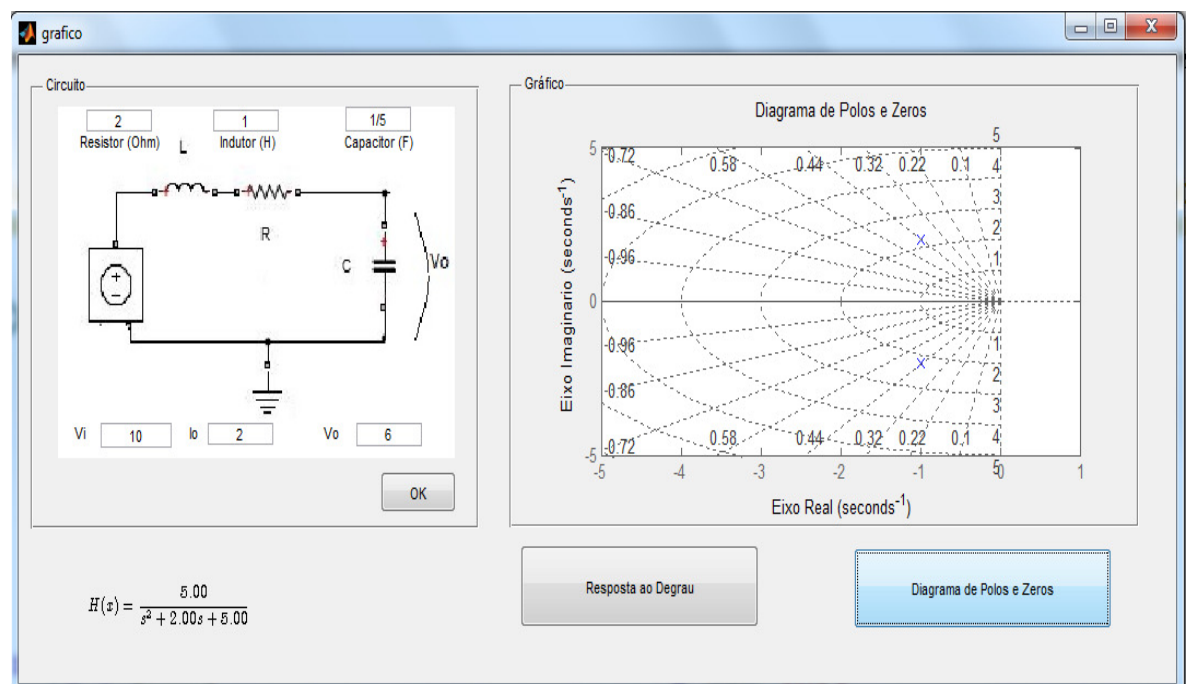 grafico
Circuito
2 1 1/5
Resistor (Ohm) Indutor (H) Capacitor (F)
L
R
C
Vo
Vi 10 Io 2 Vo 6
OK
H(x) = 5.00 / s² + 2.00s + 5.00
Gráfico
Diagrama de Polos e Zeros
5
5 0.72 0.58 0.44 0.32 0.22 0.1 4
3
0.86
2
0.96 1
0
0.96 1
2
0.86
3
0.72 0.58 0.44 0.32 0.22 0.1 4
-5
5
-5 -4 -3 -2 -1 0 1
Eixo Imaginario (seconds⁻¹)
Eixo Real (seconds⁻¹)
Resposta ao Degrau
Diagrama de Polos e Zeros